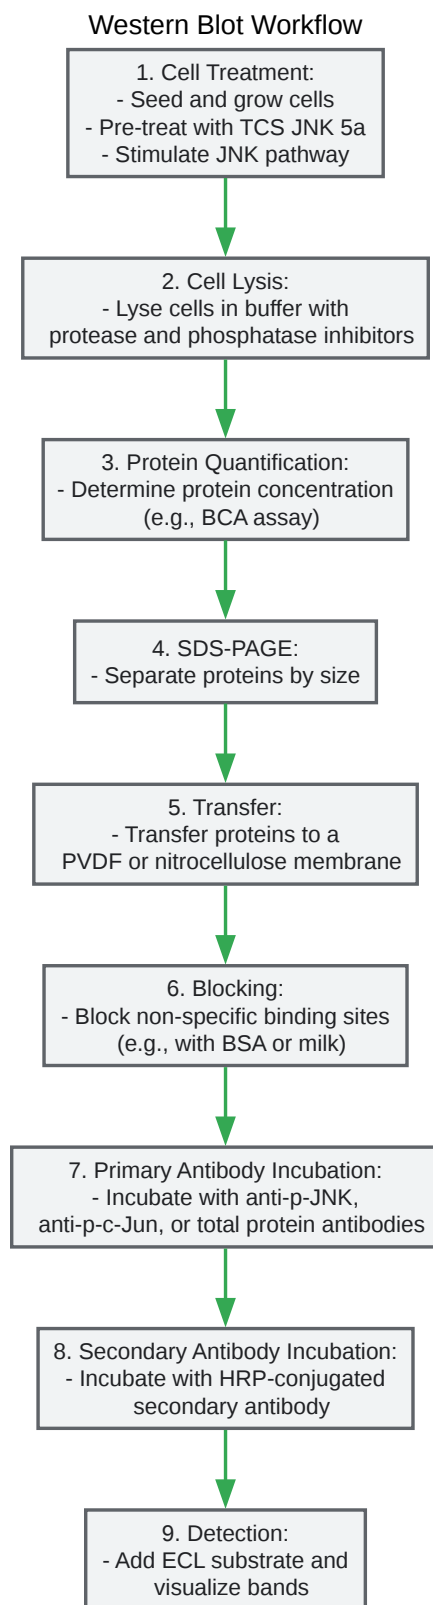 Western Blot Workflow
1. Cell Treatment:
- Seed and grow cells
- Pre-treat with TCS JNK 5a
- Stimulate JNK pathway
2. Cell Lysis:
- Lyse cells in buffer with
protease and phosphatase inhibitors
3. Protein Quantification:
- Determine protein concentration
(e.g., BCA assay)
4. SDS-PAGE:
- Separate proteins by size
5. Transfer:
- Transfer proteins to a
PVDF or nitrocellulose membrane
6. Blocking:
- Block non-specific binding sites
(e.g., with BSA or milk)
7. Primary Antibody Incubation:
- Incubate with anti-p-JNK,
anti-p-c-Jun, or total protein antibodies
8. Secondary Antibody Incubation:
- Incubate with HRP-conjugated
secondary antibody
9. Detection:
- Add ECL substrate and
visualize bands